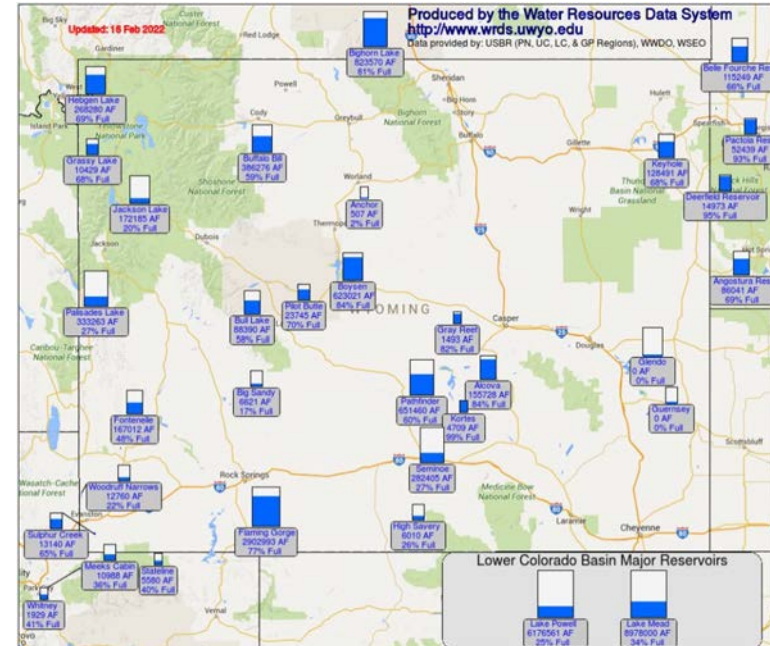 Produced by the Water Resources Data System
http://www.wrds.uwyo.edu
Data provided by: USBR (PN, UC, LC, & GP Regions), WWDO, WSEO
Updated: 16 Feb 2022
Big Sky
Custer
National Forest
Red Lodge
Gardiner
Bighorn Lake
823570 AF
81% Full
Belle Fourche Res
115249 AF
66% Full
Hebgen Lake
268280 AF
69% Full
Powell
Sheridan
Big Horn
Story
Buffalo
Hulett
Spearfish
Island Park
National Park
Cody
Greybull
Bighorn
National Forest
Gillette
Pactola Res
52439 AF
93% Full
Grassy Lake
10429 AF
68% Full
Buffalo Bill
386276 AF
59% Full
Keyhole
128491 AF
68% Full
Shoshone
National Forest
Worland
Basin National
Grassland
Deerfield Reservoir
14973 AF
95% Full
Jackson Lake
172185 AF
20% Full
Anchor
507 AF
2% Full
Wright
Jackson
Dubois
Boysen
623021 AF
84% Full
Angostura Res
86041 AF
69% Full
Palisades Lake
333263 AF
27% Full
Bull Lake
88390 AF
58% Full
Pilot Butte
23745 AF
70% Full
WYOMING
Gray Reef
1493 AF
82% Full
Casper
Douglas
Caribou-Targhee
National Forest
Glendo
0 AF
0% Full
Big Sandy
6621 AF
17% Full
Pathfinder
651460 AF
60% Full
Alcova
155728 AF
84% Full
Guernsey
0 AF
0% Full
Fontenelle
167012 AF
48% Full
Kortes
4709 AF
99% Full
Scottsbluff
Seminoe
282405 AF
27% Full
Wasatch-Cache
National Forest
Woodruff Narrows
12760 AF
22% Full
Rock Springs
Medicine Bow
National Forest
Evanston
Sulphur Creek
13140 AF
65% Full
Flaming Gorge
2902993 AF
77% Full
High Savery
6010 AF
26% Full
Laramie
Cheyenne
Meeks Cabin
10988 AF
36% Full
Stateline
5580 AF
40% Full
Whitney
1929 AF
41% Full
Vernal
Lower Colorado Basin Major Reservoirs
Lake Powell
6176561 AF
25% Full
Lake Mead
8978000 AF
34% Full